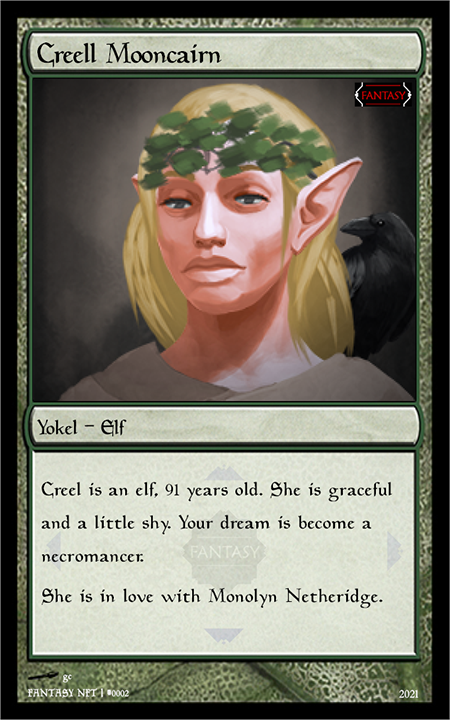 Creell Mooncairn
FANTASY
Yokel – Elf
Creel is an elf, 91 years old. She is graceful
and a little shy. Your dream is become a
necromancer.
FANTASY
She is in love with Monolyn Netheridge.
gc
FANTASY NFT | #0002
2021